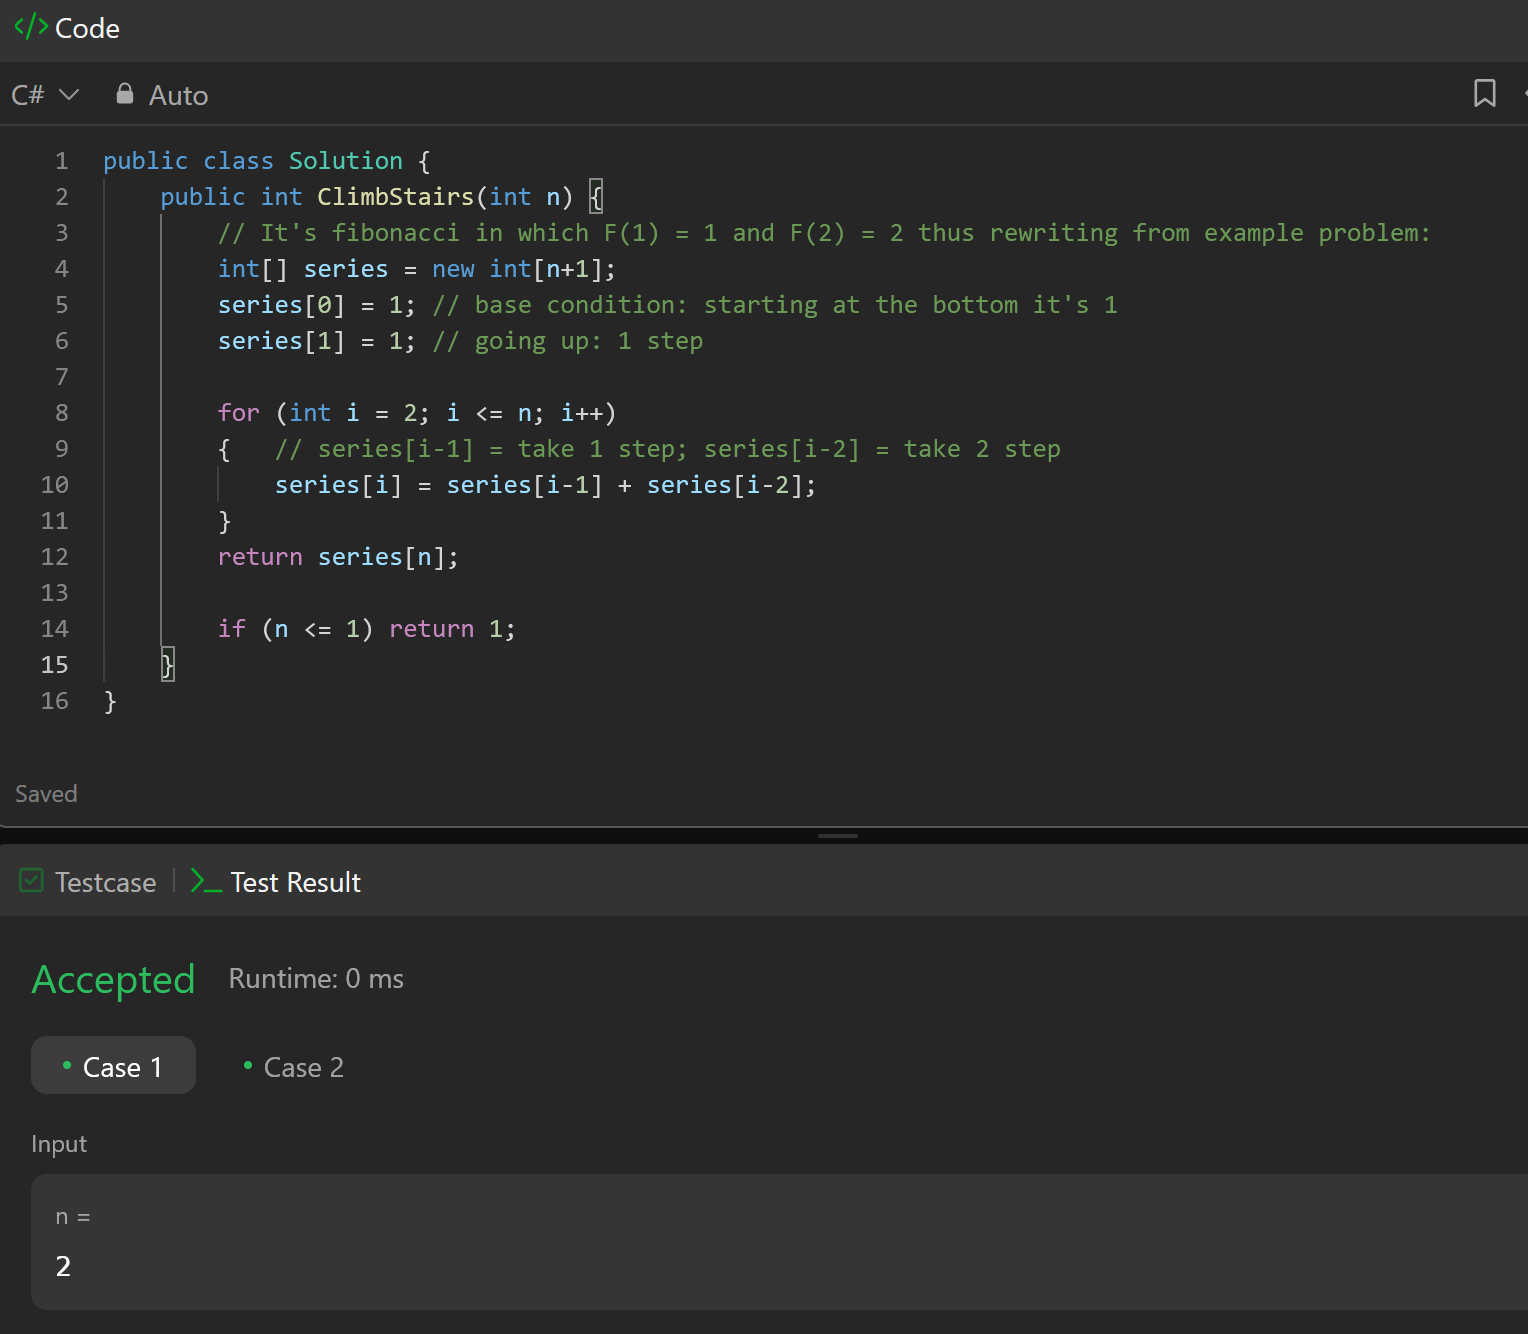 </> Code
C# Auto
1 public class Solution {
2     public int ClimbStairs(int n) {
3         // It's fibonacci in which F(1) = 1 and F(2) = 2 thus rewriting from example problem:
4         int[] series = new int[n+1];
5         series[0] = 1; // base condition: starting at the bottom it's 1
6         series[1] = 1; // going up: 1 step
7
8         for (int i = 2; i <= n; i++)
9         {   // series[i-1] = take 1 step; series[i-2] = take 2 step
10             series[i] = series[i-1] + series[i-2];
11         }
12         return series[n];
13
14         if (n <= 1) return 1;
15     }
16 }
Saved
Testcase | >_ Test Result
Accepted Runtime: 0 ms
• Case 1 • Case 2
Input
n =
2